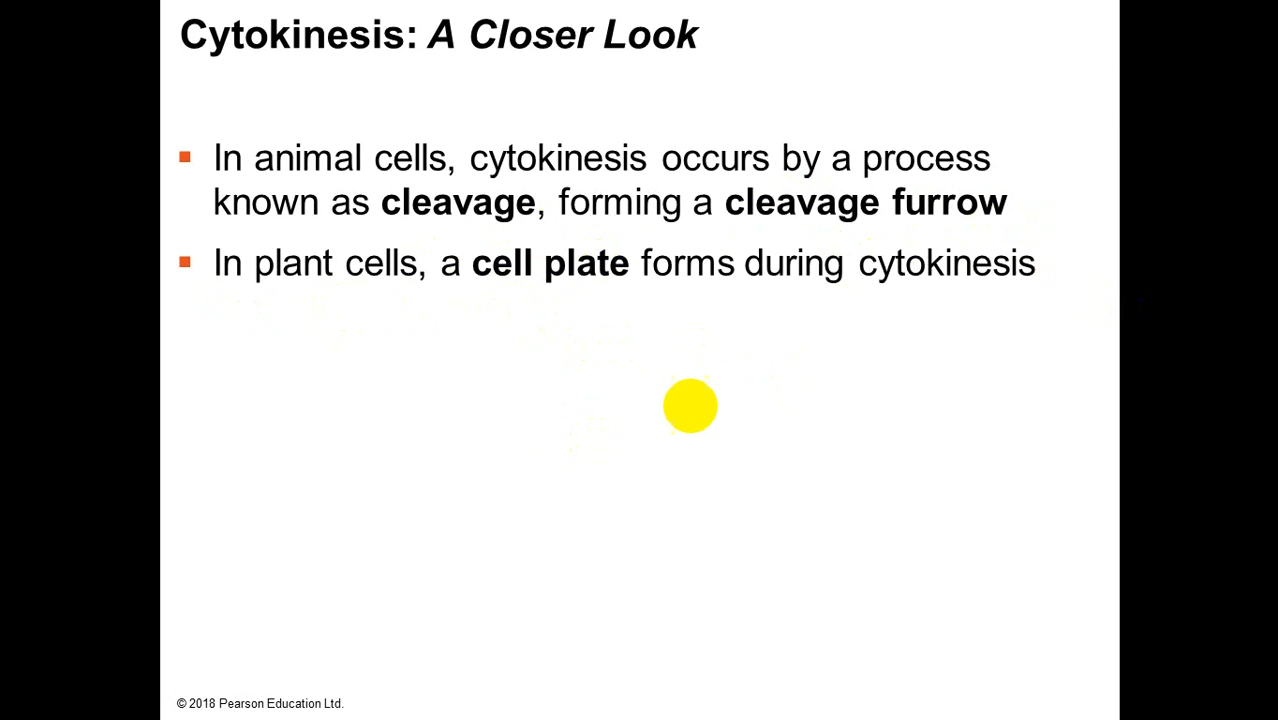 Cytokinesis: A Closer Look
▪ In animal cells, cytokinesis occurs by a process
known as cleavage, forming a cleavage furrow
▪ In plant cells, a cell plate forms during cytokinesis
© 2018 Pearson Education Ltd.